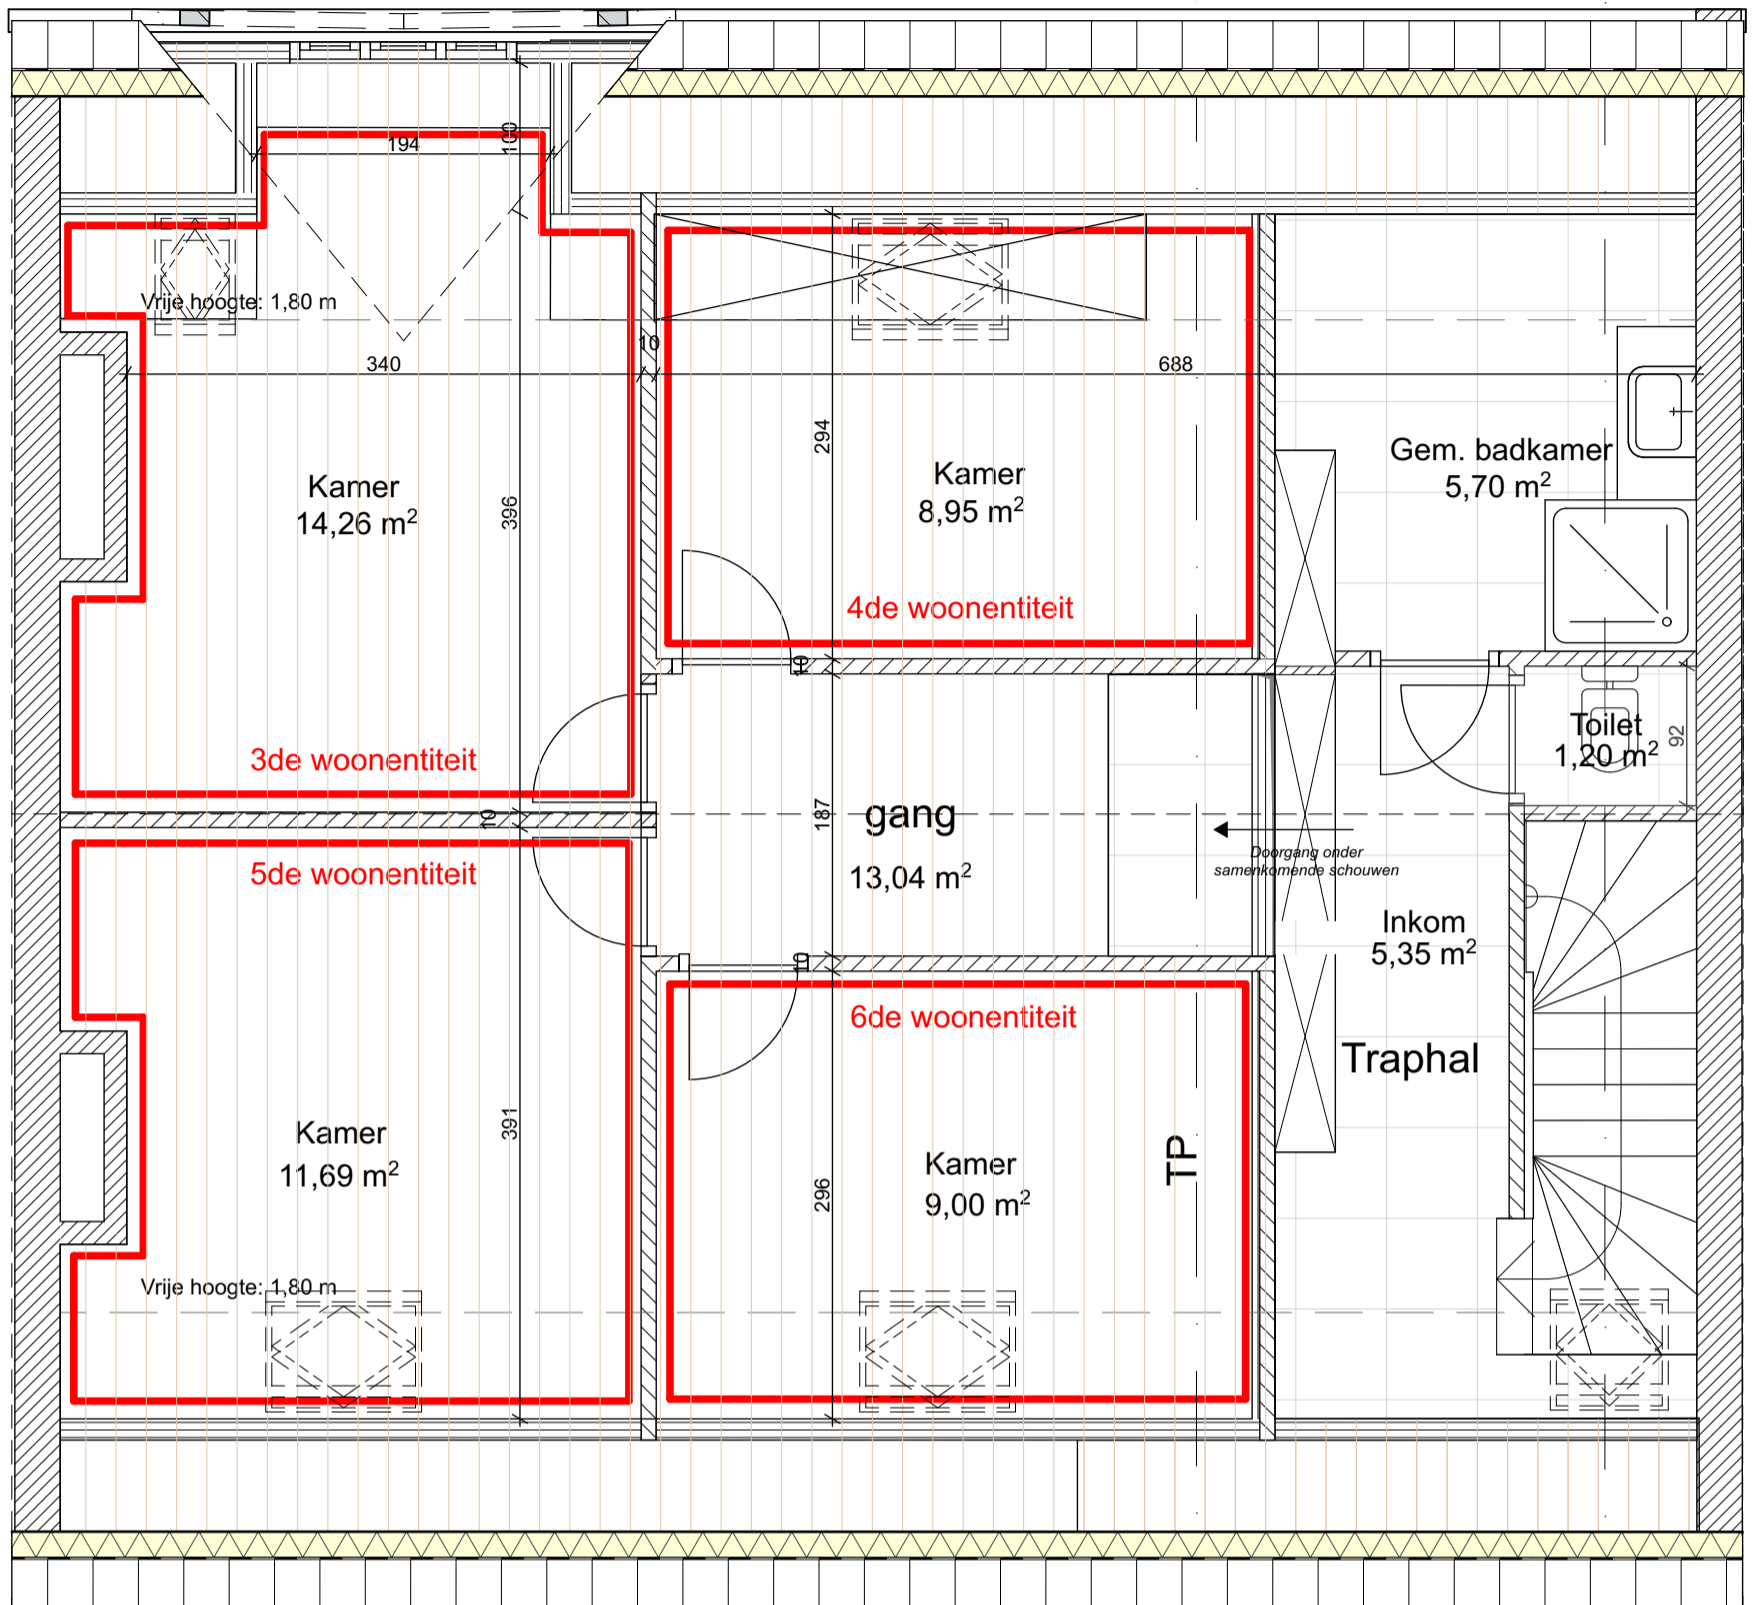 194
100
Vrije hoogte: 1,80 m
10
340
688
294
Gem. badkamer
5,70 m²
Kamer
14,26 m²
396
Kamer
8,95 m²
4de woonentiteit
10
3de woonentiteit
Toilet
1,20 m²
92
10
gang
13,04 m²
187
Doorgang onder
samenkomende schouwen
5de woonentiteit
Inkom
5,35 m²
10
6de woonentiteit
Traphal
Kamer
11,69 m²
391
Kamer
9,00 m²
296
TP
Vrije hoogte: 1,80 m